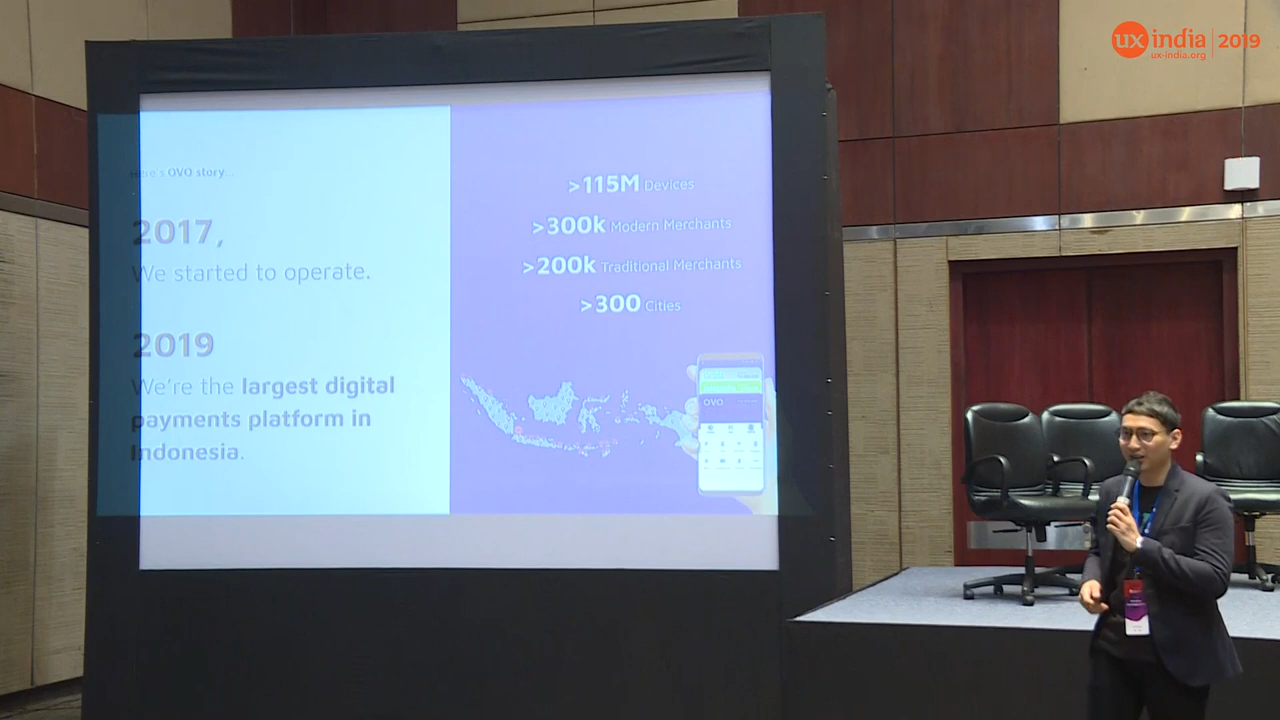 ux india | 2019
ux-india.org
Here's OVO story...
2017,
We started to operate.
2019
We're the largest digital
payments platform in
Indonesia.
>115M Devices
>300k Modern Merchants
>200k Traditional Merchants
>300 Cities
OVO